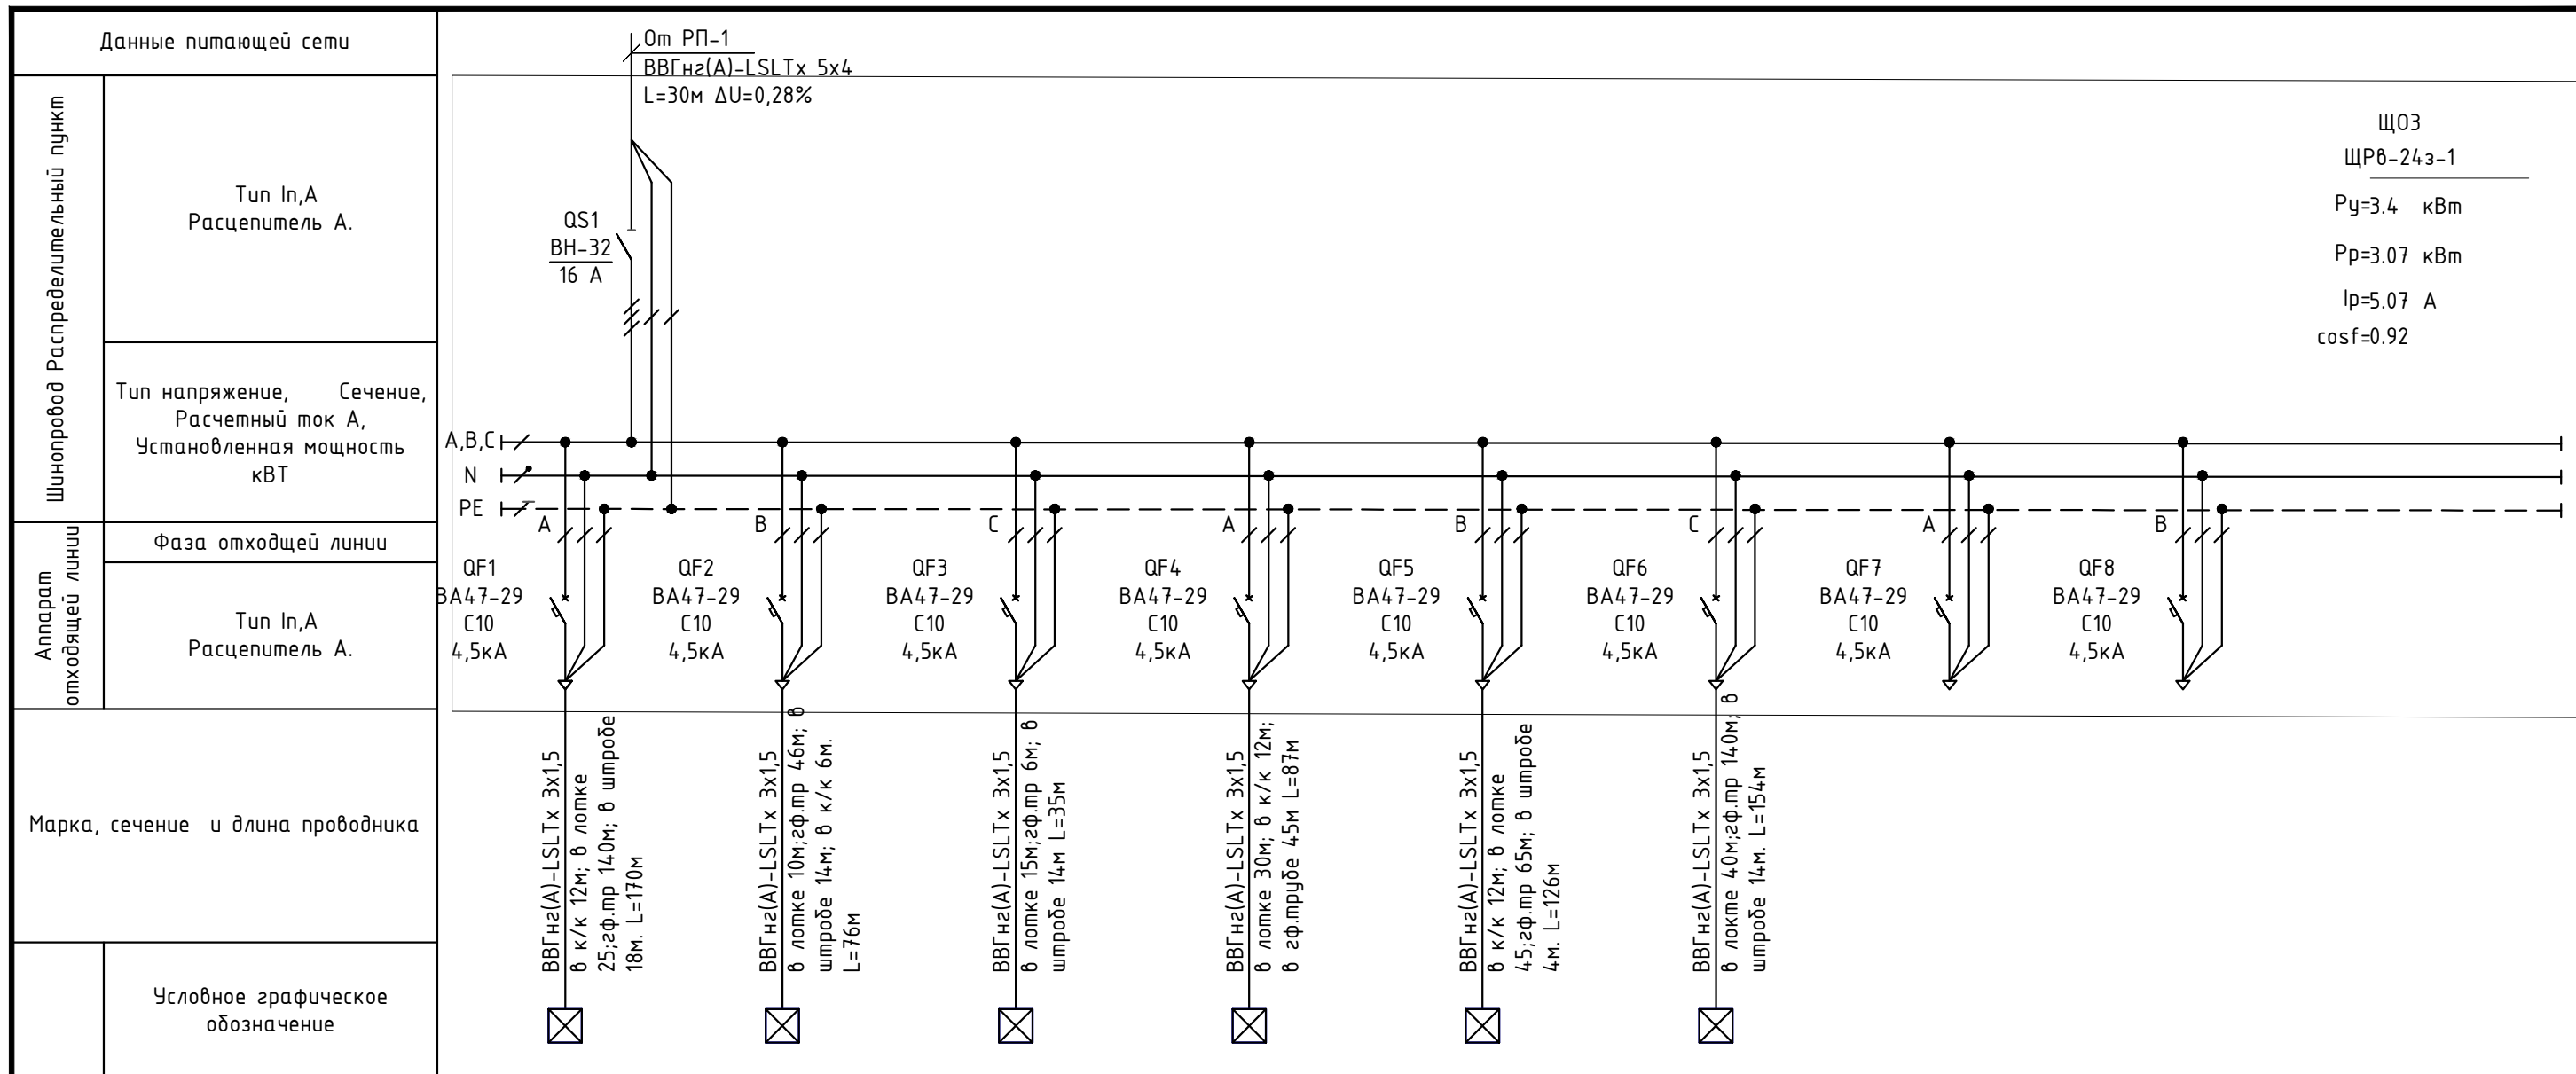 Данные питающей сети
От РП-1
ВВГнг(А)-LSLTx 5х4
L=30м ΔU=0,28%
Шинопровод Распределительный пункт
Тип In,А
Расцепитель А.
QS1
ВН-32
16 А
ЩО3
ЩРв-24з-1
Ру=3.4 кВт
Рр=3.07 кВт
Iр=5.07 А
cosf=0.92
Тип напряжение, Сечение,
Расчетный ток А,
Установленная мощность
кВТ
A,B,C
N
PE
Аппарат
отходящей линии
Фаза отходщей линии
A
B
C
A
B
C
A
B
Тип In,А
Расцепитель А.
QF1
ВА47-29
С10
4,5кА
QF2
ВА47-29
С10
4,5кА
QF3
ВА47-29
С10
4,5кА
QF4
ВА47-29
С10
4,5кА
QF5
ВА47-29
С10
4,5кА
QF6
ВА47-29
С10
4,5кА
QF7
ВА47-29
С10
4,5кА
QF8
ВА47-29
С10
4,5кА
Марка, сечение и длина проводника
ВВГнг(А)-LSLTx 3х1,5
в к/к 12м; в лотке
25;гф.тр 140м; в штробе
18м. L=170м
ВВГнг(А)-LSLTx 3х1,5
в лотке 10м;гф.тр 46м; в
штробе 14м; в к/к 6м.
L=76м
ВВГнг(А)-LSLTx 3х1,5
в лотке 15м;гф.тр 6м; в
штробе 14м L=35м
ВВГнг(А)-LSLTx 3х1,5
в лотке 30м; в к/к 12м;
в гф.трубе 45м L=87м
ВВГнг(А)-LSLTx 3х1,5
в к/к 12м; в лотке
45;гф.тр 65м; в штробе
4м. L=126м
ВВГнг(А)-LSLTx 3х1,5
в локте 40м;гф.тр 140м; в
штробе 14м. L=154м
Условное графическое
обозначение